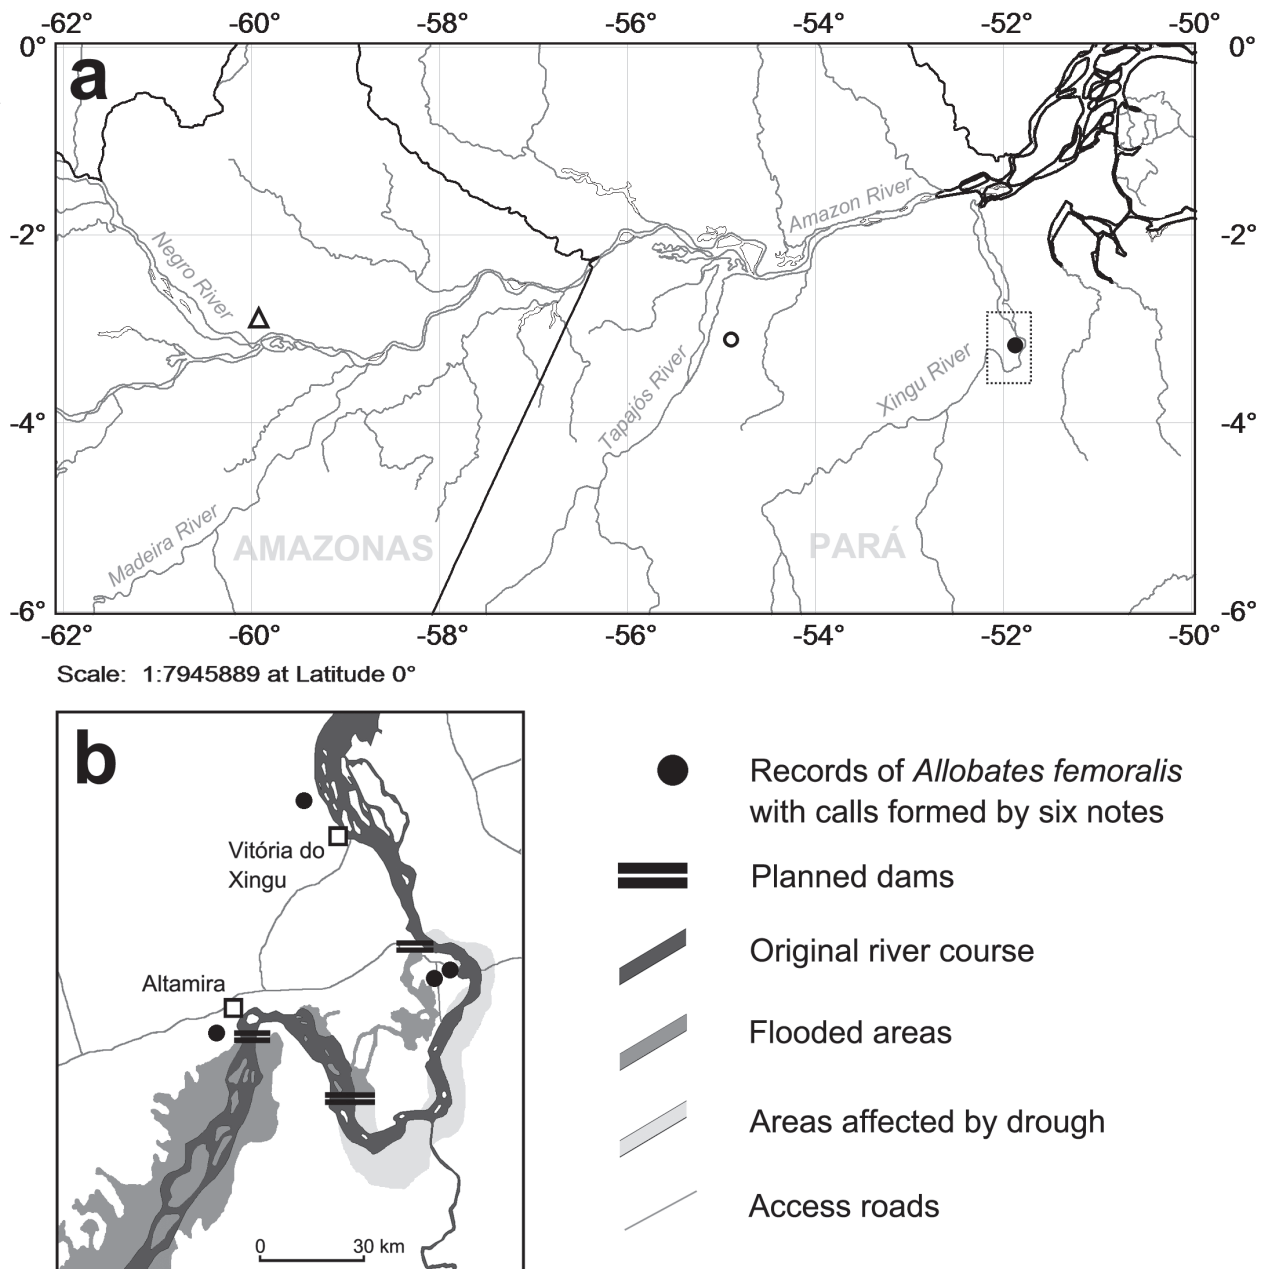 -62° -60° -58° -56° -54° -52° -50°
0° 0°
a
Amazon River
Negro River
-2° -2°
Tapajós River
Xingu River
-4° -4°
Madeira River
AMAZONAS PARÁ
-6° -6°
-62° -60° -58° -56° -54° -52° -50°
Scale: 1:7945889 at Latitude 0°
b
Vitória do
Xingu
Altamira
0 30 km
Records of Allobates femoralis
with calls formed by six notes
Planned dams
Original river course
Flooded areas
Areas affected by drough
Access roads